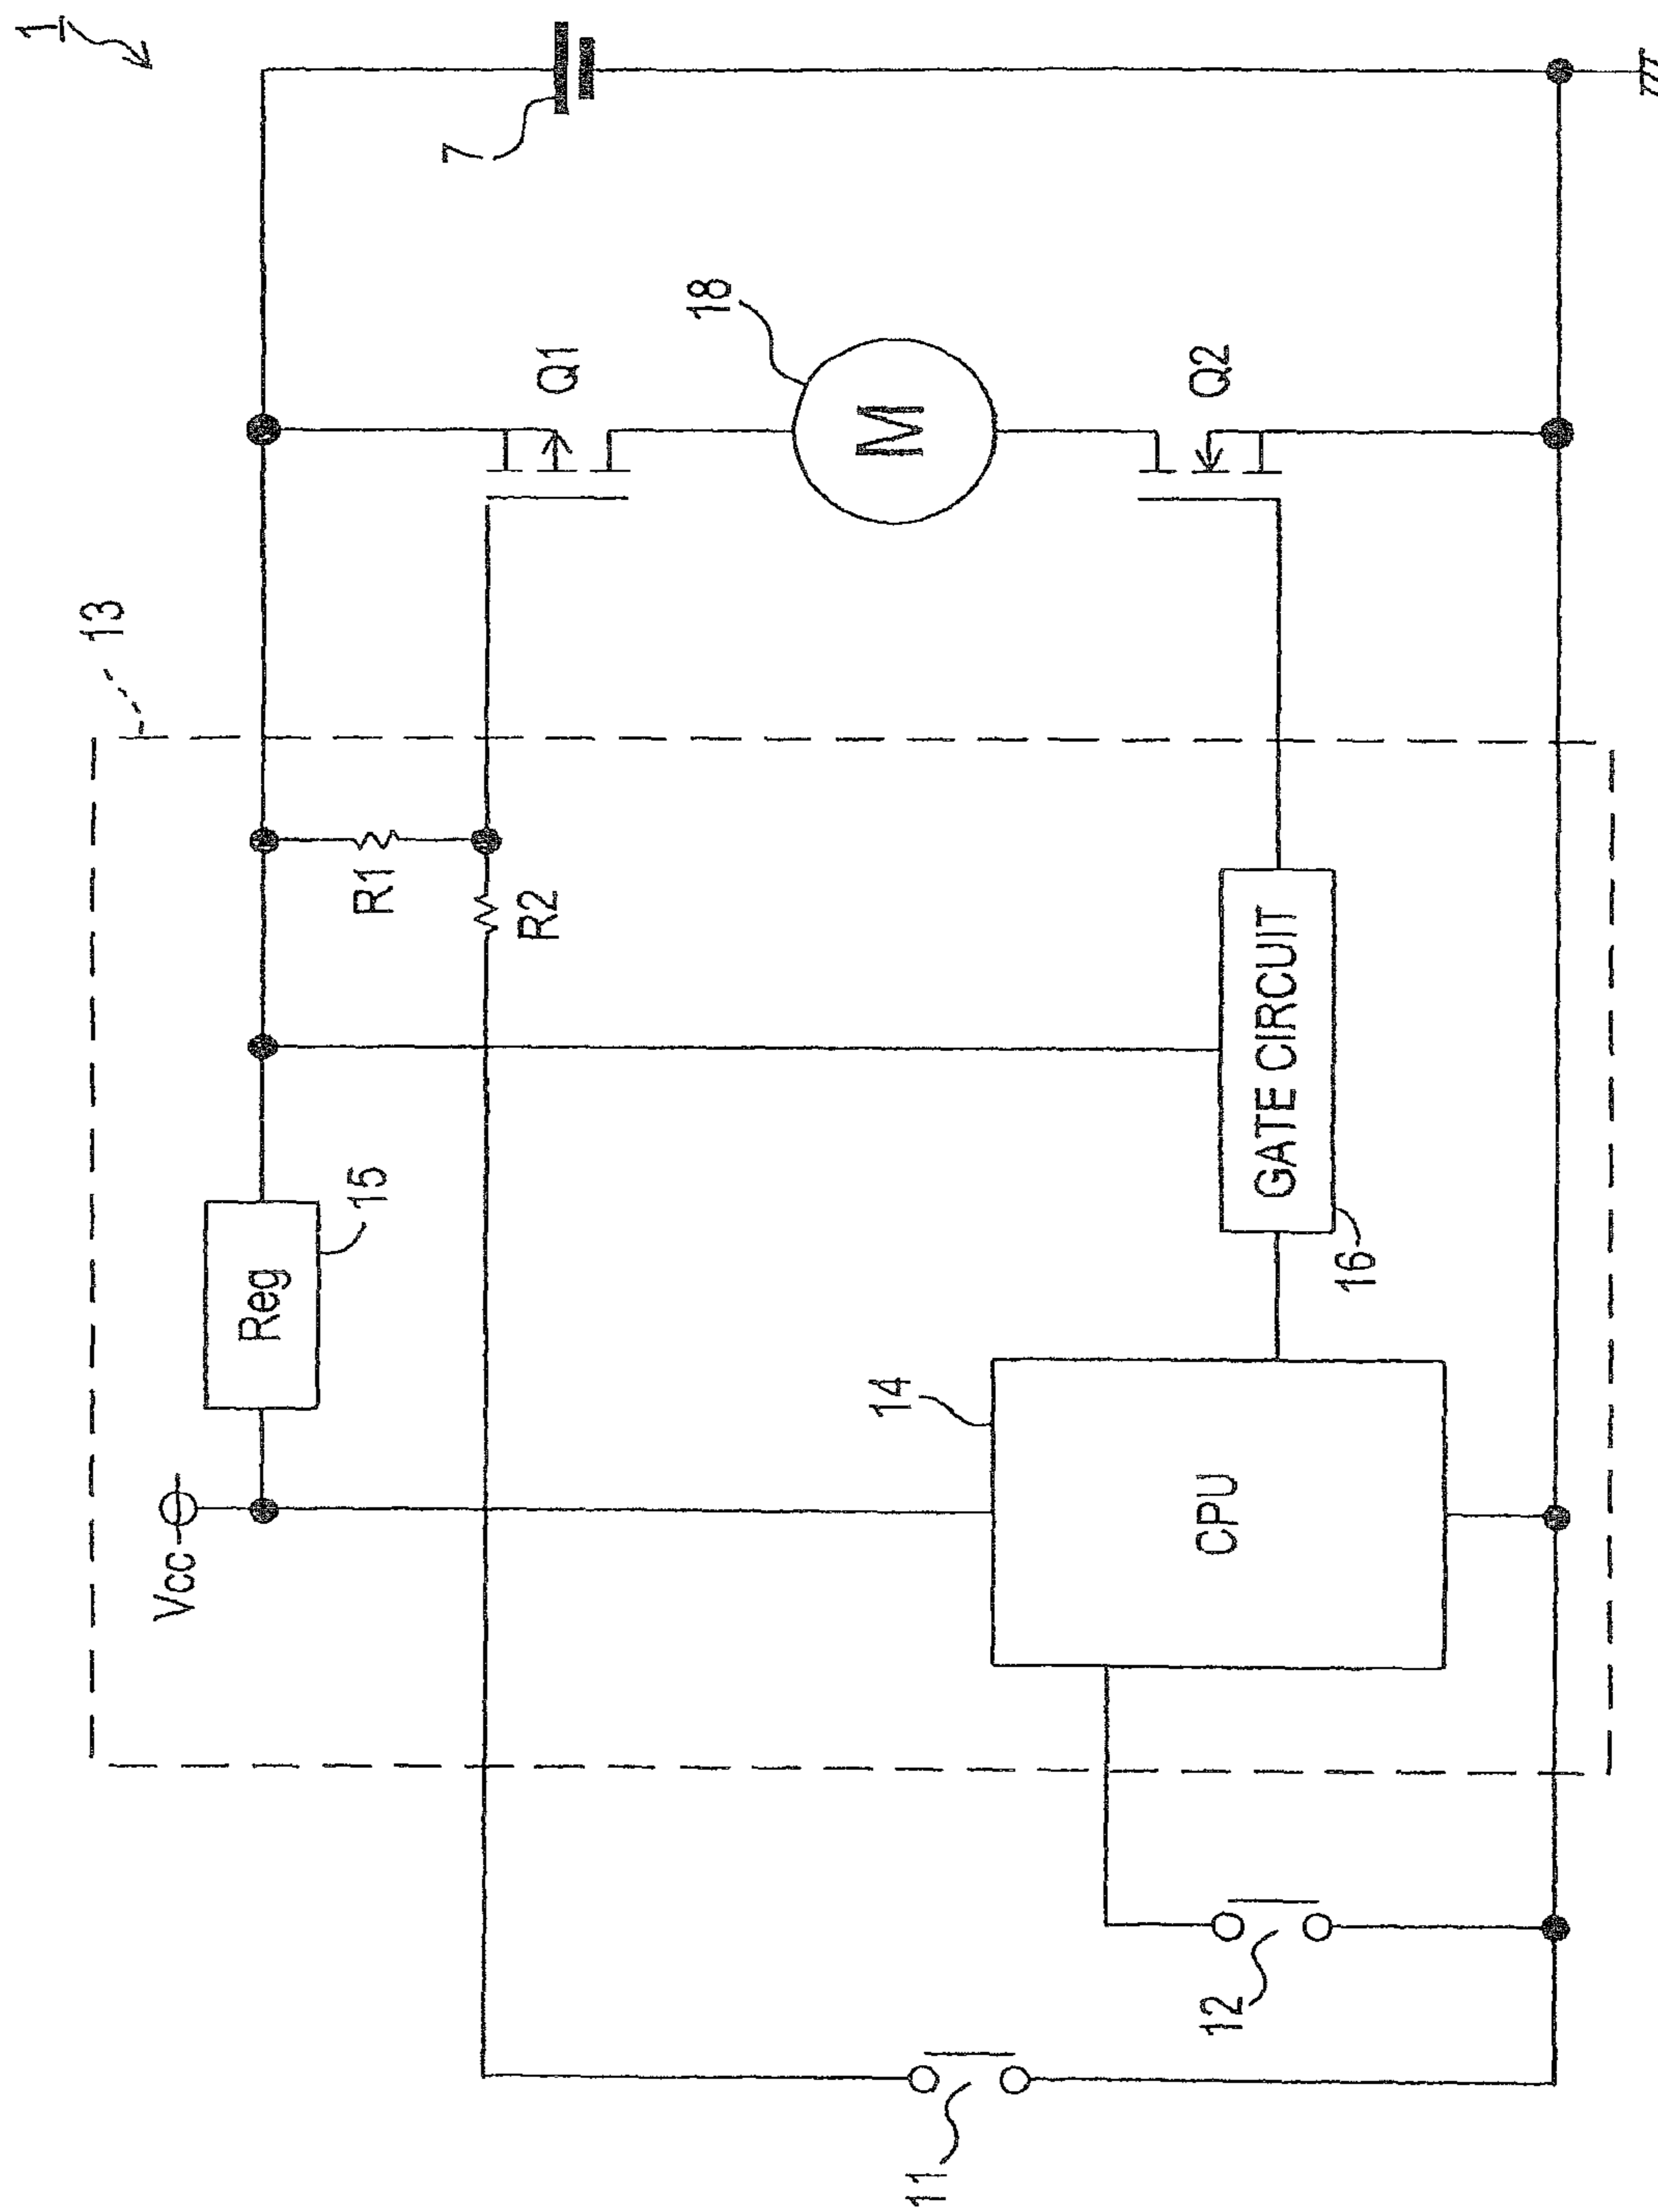 1
7
18
Q1
M
Q2
13
R1
R2
GATE CIRCUIT
16
Reg
15
Vcc
14
CPU
12
11